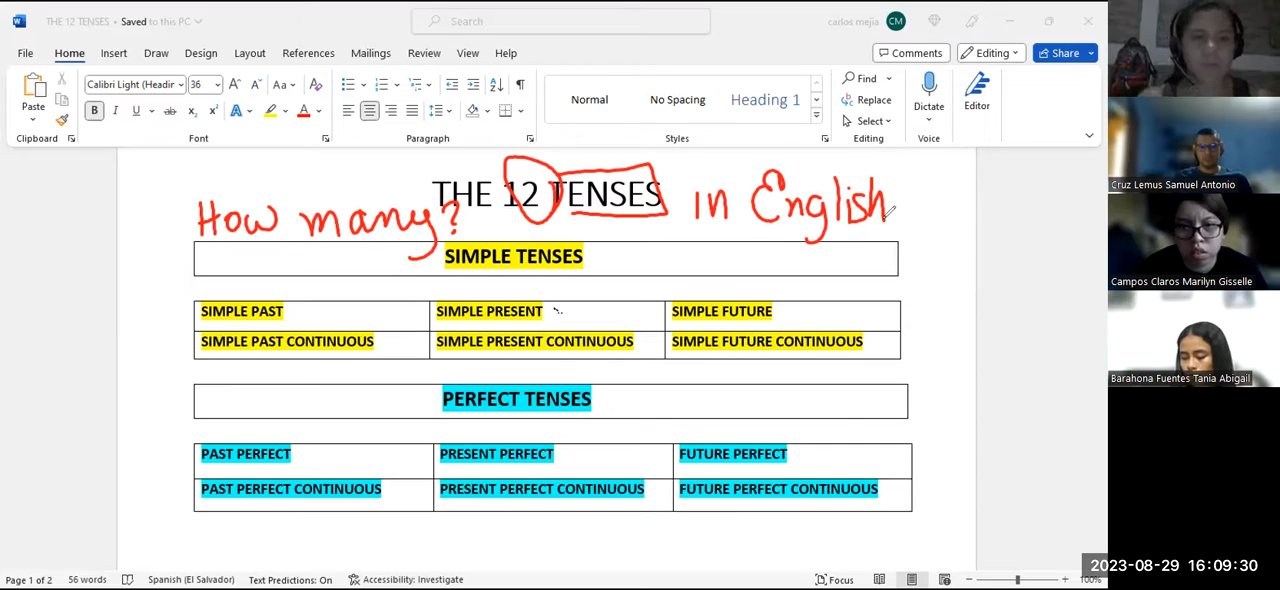 THE 12 TENSES • Saved to this PC
Search
carlos mejia CM
File Home Insert Draw Design Layout References Mailings Review View Help
Comments Editing Share
Paste
Clipboard
Calibri Light (Headir 36
Font
Paragraph
Normal No Spacing Heading 1
Styles
Find
Replace
Select
Editing
Dictate
Voice
Editor
THE 12 TENSES in English
How many?
SIMPLE TENSES
SIMPLE PAST SIMPLE PRESENT SIMPLE FUTURE
SIMPLE PAST CONTINUOUS SIMPLE PRESENT CONTINUOUS SIMPLE FUTURE CONTINUOUS
PERFECT TENSES
PAST PERFECT PRESENT PERFECT FUTURE PERFECT
PAST PERFECT CONTINUOUS PRESENT PERFECT CONTINUOUS FUTURE PERFECT CONTINUOUS
Page 1 of 2 56 words Spanish (El Salvador) Text Predictions: On Accessibility: Investigate Focus 100%
Cruz Lemus Samuel Antonio
Campos Claros Marilyn Gisselle
Barahona Fuentes Tania Abigail
2023-08-29 16:09:30